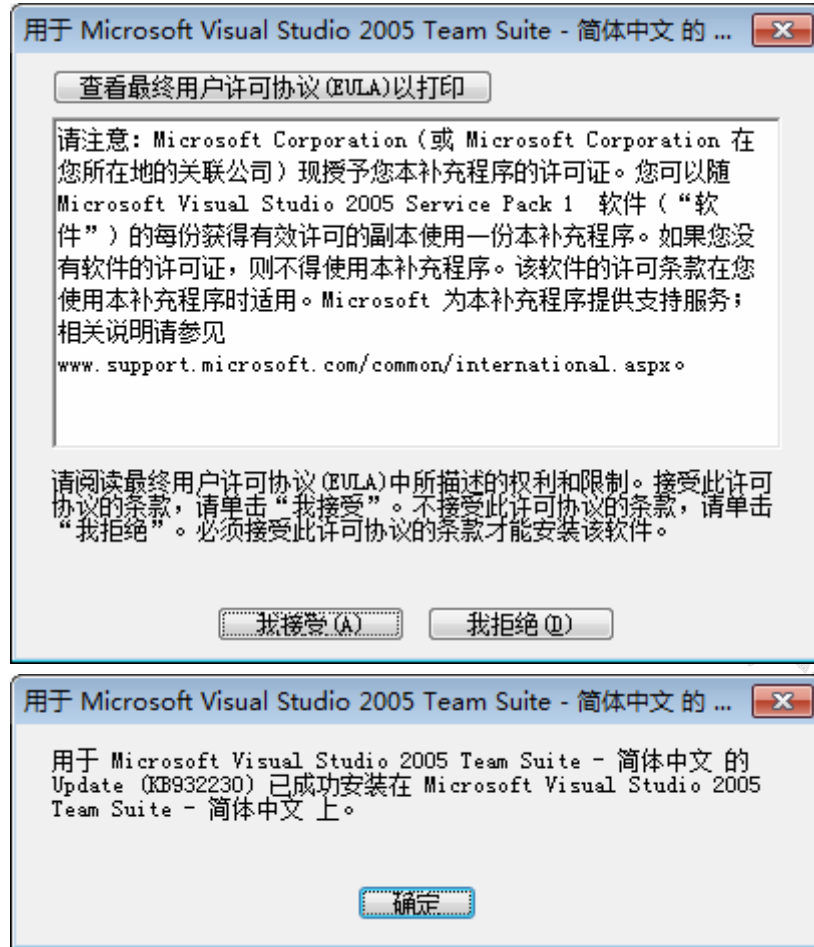 用于 Microsoft Visual Studio 2005 Team Suite - 简体中文 的 ...
查看最终用户许可协议(EULA)以打印
请注意：Microsoft Corporation（或 Microsoft Corporation 在
您所在地的关联公司）现授予您本补充程序的许可证。您可以随
Microsoft Visual Studio 2005 Service Pack 1 软件（“软
件”）的每份获得有效许可的副本使用一份本补充程序。如果您没
有软件的许可证，则不得使用本补充程序。该软件的许可条款在您
使用本补充程序时适用。Microsoft 为本补充程序提供支持服务；
相关说明请参见
www.support.microsoft.com/common/international.aspx。
请阅读最终用户许可协议(EULA)中所描述的权利和限制。接受此许可
协议的条款，请单击“我接受”。不接受此许可协议的条款，请单击
“我拒绝”。必须接受此许可协议的条款才能安装该软件。
我接受(A) 我拒绝(D)
用于 Microsoft Visual Studio 2005 Team Suite - 简体中文 的 ...
用于 Microsoft Visual Studio 2005 Team Suite - 简体中文 的
Update (KB932230) 已成功安装在 Microsoft Visual Studio 2005
Team Suite - 简体中文 上。
确定